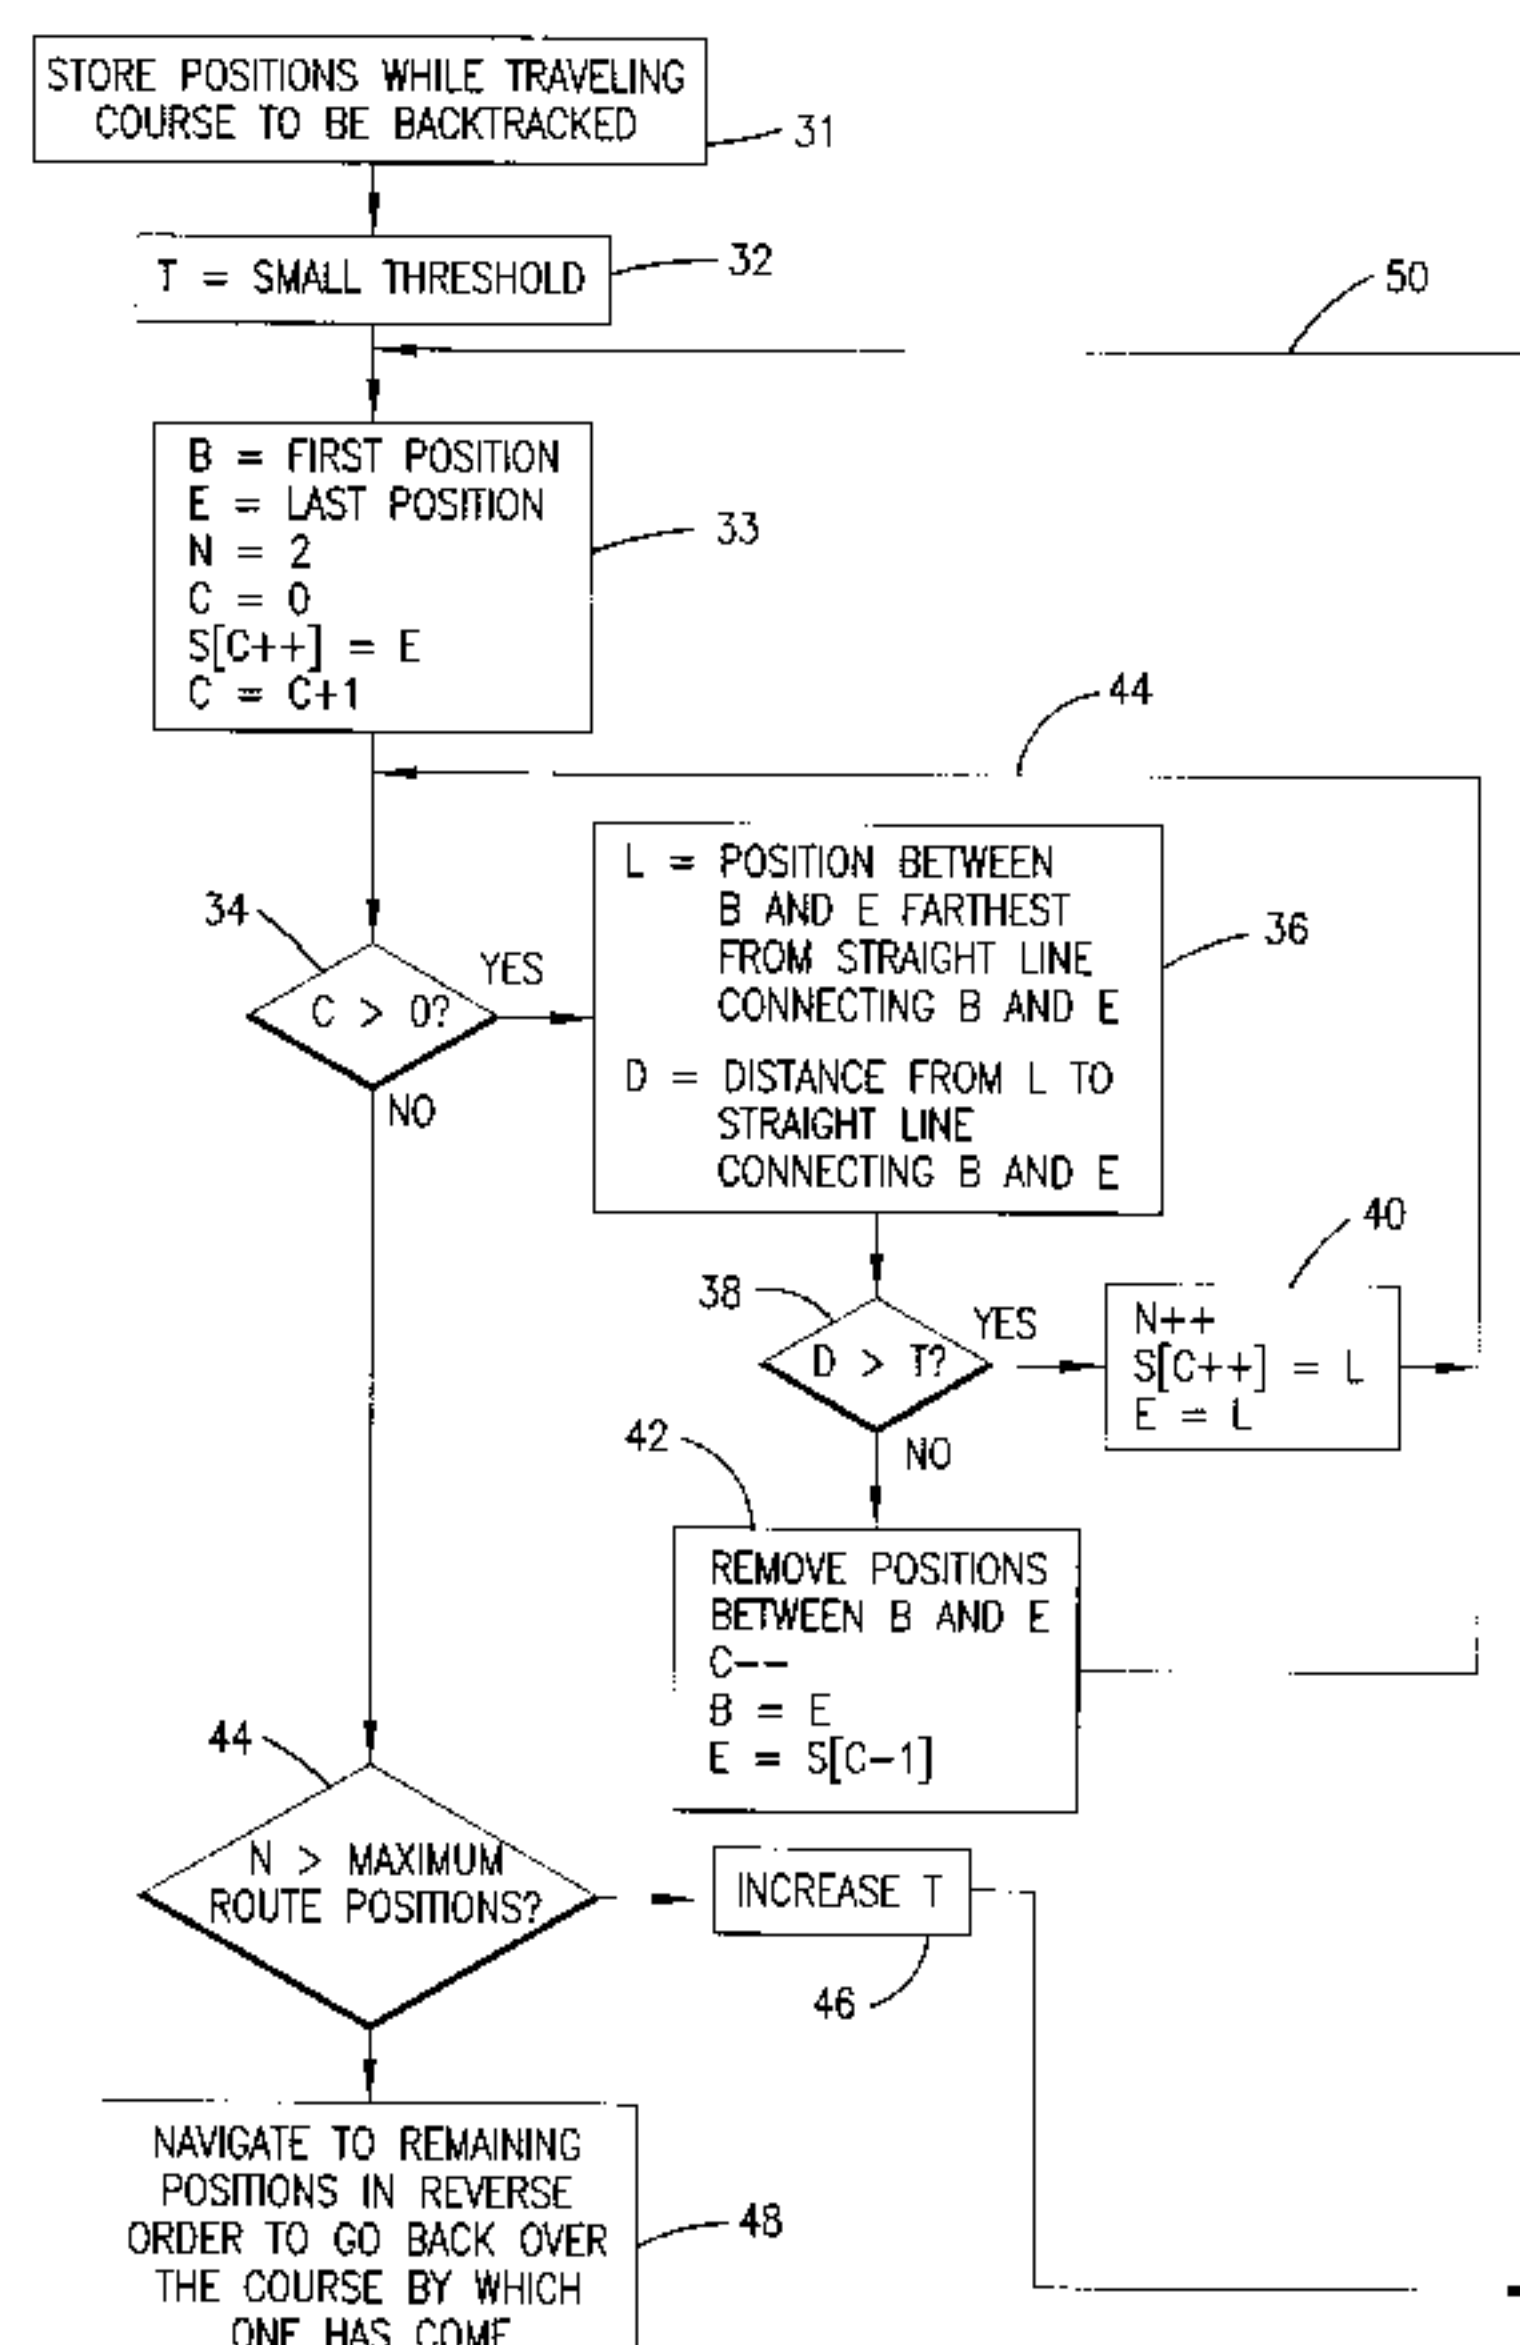 STORE POSITIONS WHILE TRAVELING
COURSE TO BE BACKTRACKED
31
T = SMALL THRESHOLD
32
50
B = FIRST POSITION
E = LAST POSITION
N = 2
C = 0
S[C++] = E
C = C+1
33
44
34
C > 0?
YES
NO
L = POSITION BETWEEN
B AND E FARTHEST
FROM STRAIGHT LINE
CONNECTING B AND E
D = DISTANCE FROM L TO
STRAIGHT LINE
CONNECTING B AND E
36
38
D > T?
YES
NO
40
N++
S[C++] = L
E = L
42
REMOVE POSITIONS
BETWEEN B AND E
C--
B = E
E = S[C-1]
44
N > MAXIMUM
ROUTE POSITIONS?
INCREASE T
46
NAVIGATE TO REMAINING
POSITIONS IN REVERSE
ORDER TO GO BACK OVER
THE COURSE BY WHICH
ONE HAS COME
48